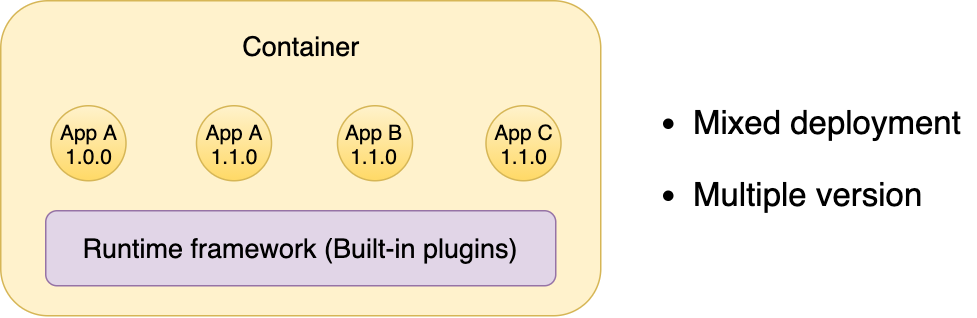 Container
App A
1.0.0
App A
1.1.0
App B
1.1.0
App C
1.1.0
Runtime framework (Built-in plugins)
• Mixed deployment
• Multiple version